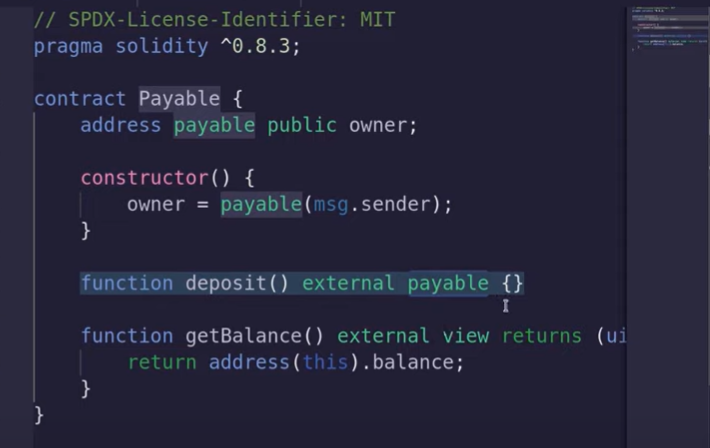 // SPDX-License-Identifier: MIT
pragma solidity ^0.8.3;
contract Payable {
address payable public owner;
constructor() {
owner = payable(msg.sender);
}
function deposit() external payable {}
function getBalance() external view returns (ui
return address(this).balance;
}
}